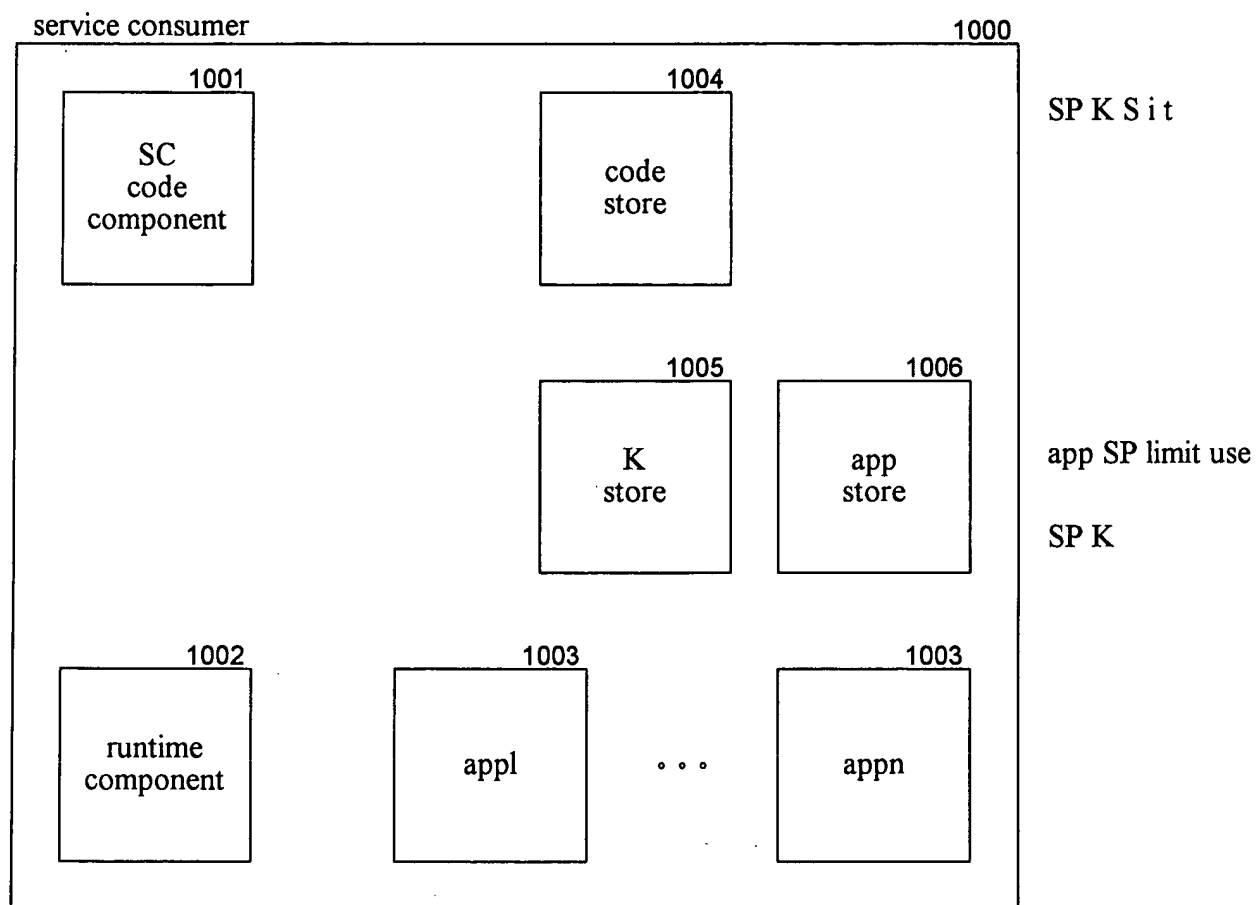 service consumer 1000
1001
SC
code
component
1004
code
store
SP K S i t
1005
K
store
1006
app
store
app SP limit use
SP K
1002
runtime
component
1003
appl
1003
appn